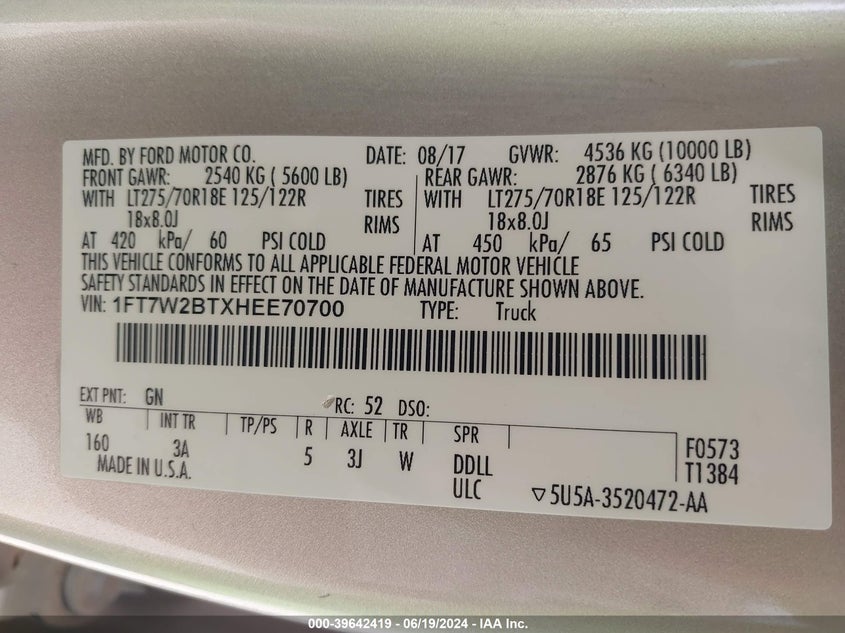 MFD. BY FORD MOTOR CO. DATE: 08/17 GVWR: 4536 KG (10000 LB)
FRONT GAWR: 2540 KG ( 5600 LB) REAR GAWR: 2876 KG ( 6340 LB)
WITH LT275/70R18E 125/122R TIRES WITH LT275/70R18E 125/122R TIRES
18x8.0J RIMS 18x8.0J RIMS
AT 420 kPa/ 60 PSI COLD AT 450 kPa/ 65 PSI COLD
THIS VEHICLE CONFORMS TO ALL APPLICABLE FEDERAL MOTOR VEHICLE
SAFETY STANDARDS IN EFFECT ON THE DATE OF MANUFACTURE SHOWN ABOVE.
VIN: 1FT7W2BTXHEE70700 TYPE: Truck
EXT PNT: GN RC: 52 DSO:
WB INT TR TP/PS R AXLE TR SPR
160 3A 5 3J W DDLL F0573
MADE IN U.S.A. ULC T1384
▽5U5A-3520472-AA
000-39642419 - 06/19/2024 - IAA Inc.